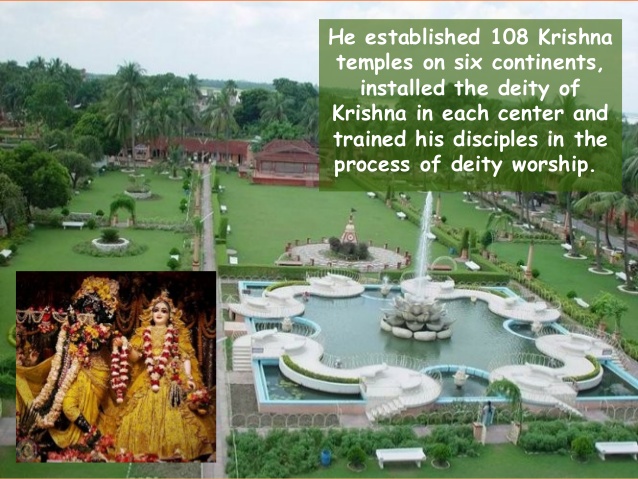 He established 108 Krishna
temples on six continents,
installed the deity of
Krishna in each center and
trained his disciples in the
process of deity worship.